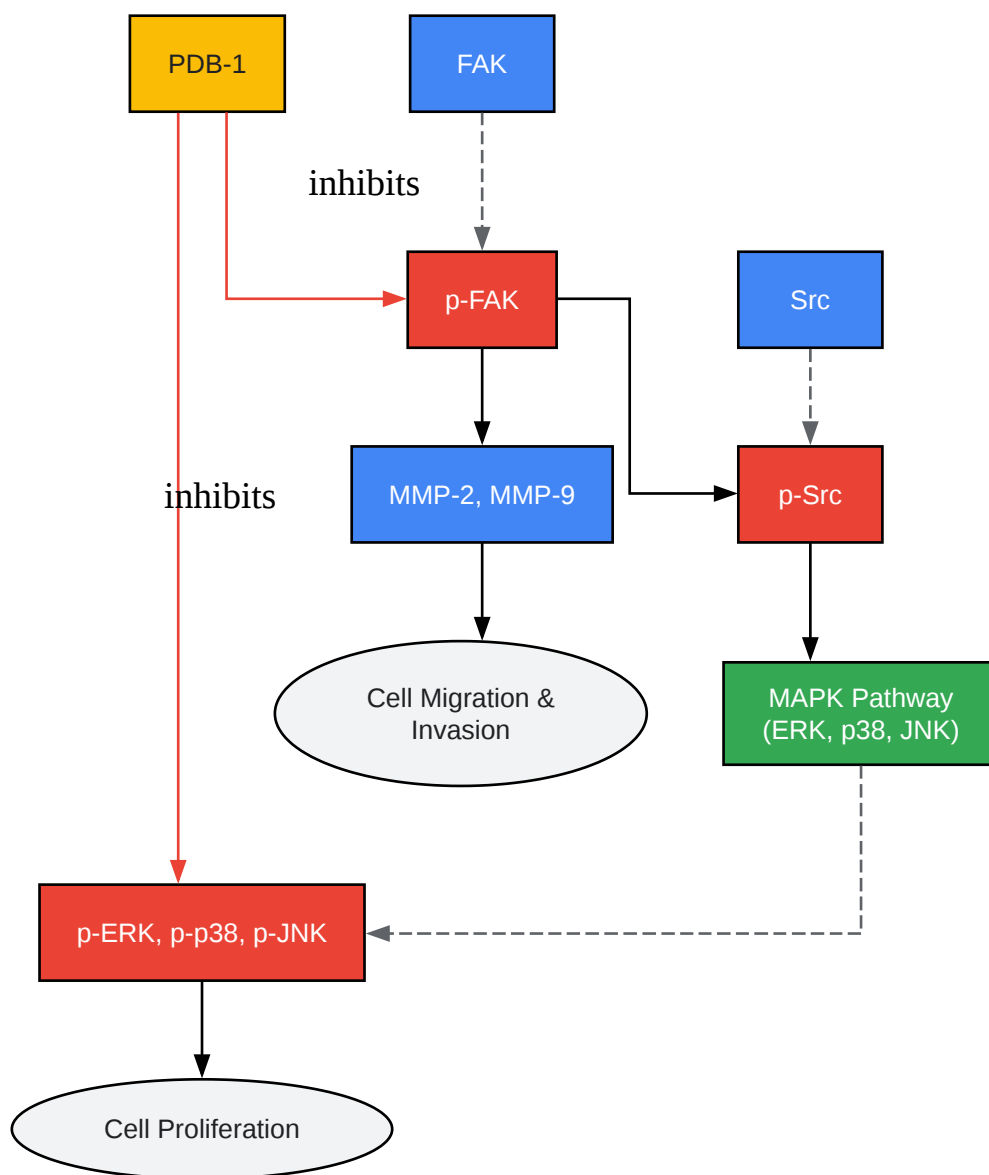 PDB-1
FAK
inhibits
p-FAK
Src
MMP-2, MMP-9
p-Src
inhibits
Cell Migration &
Invasion
MAPK Pathway
(ERK, p38, JNK)
p-ERK, p-p38, p-JNK
Cell Proliferation